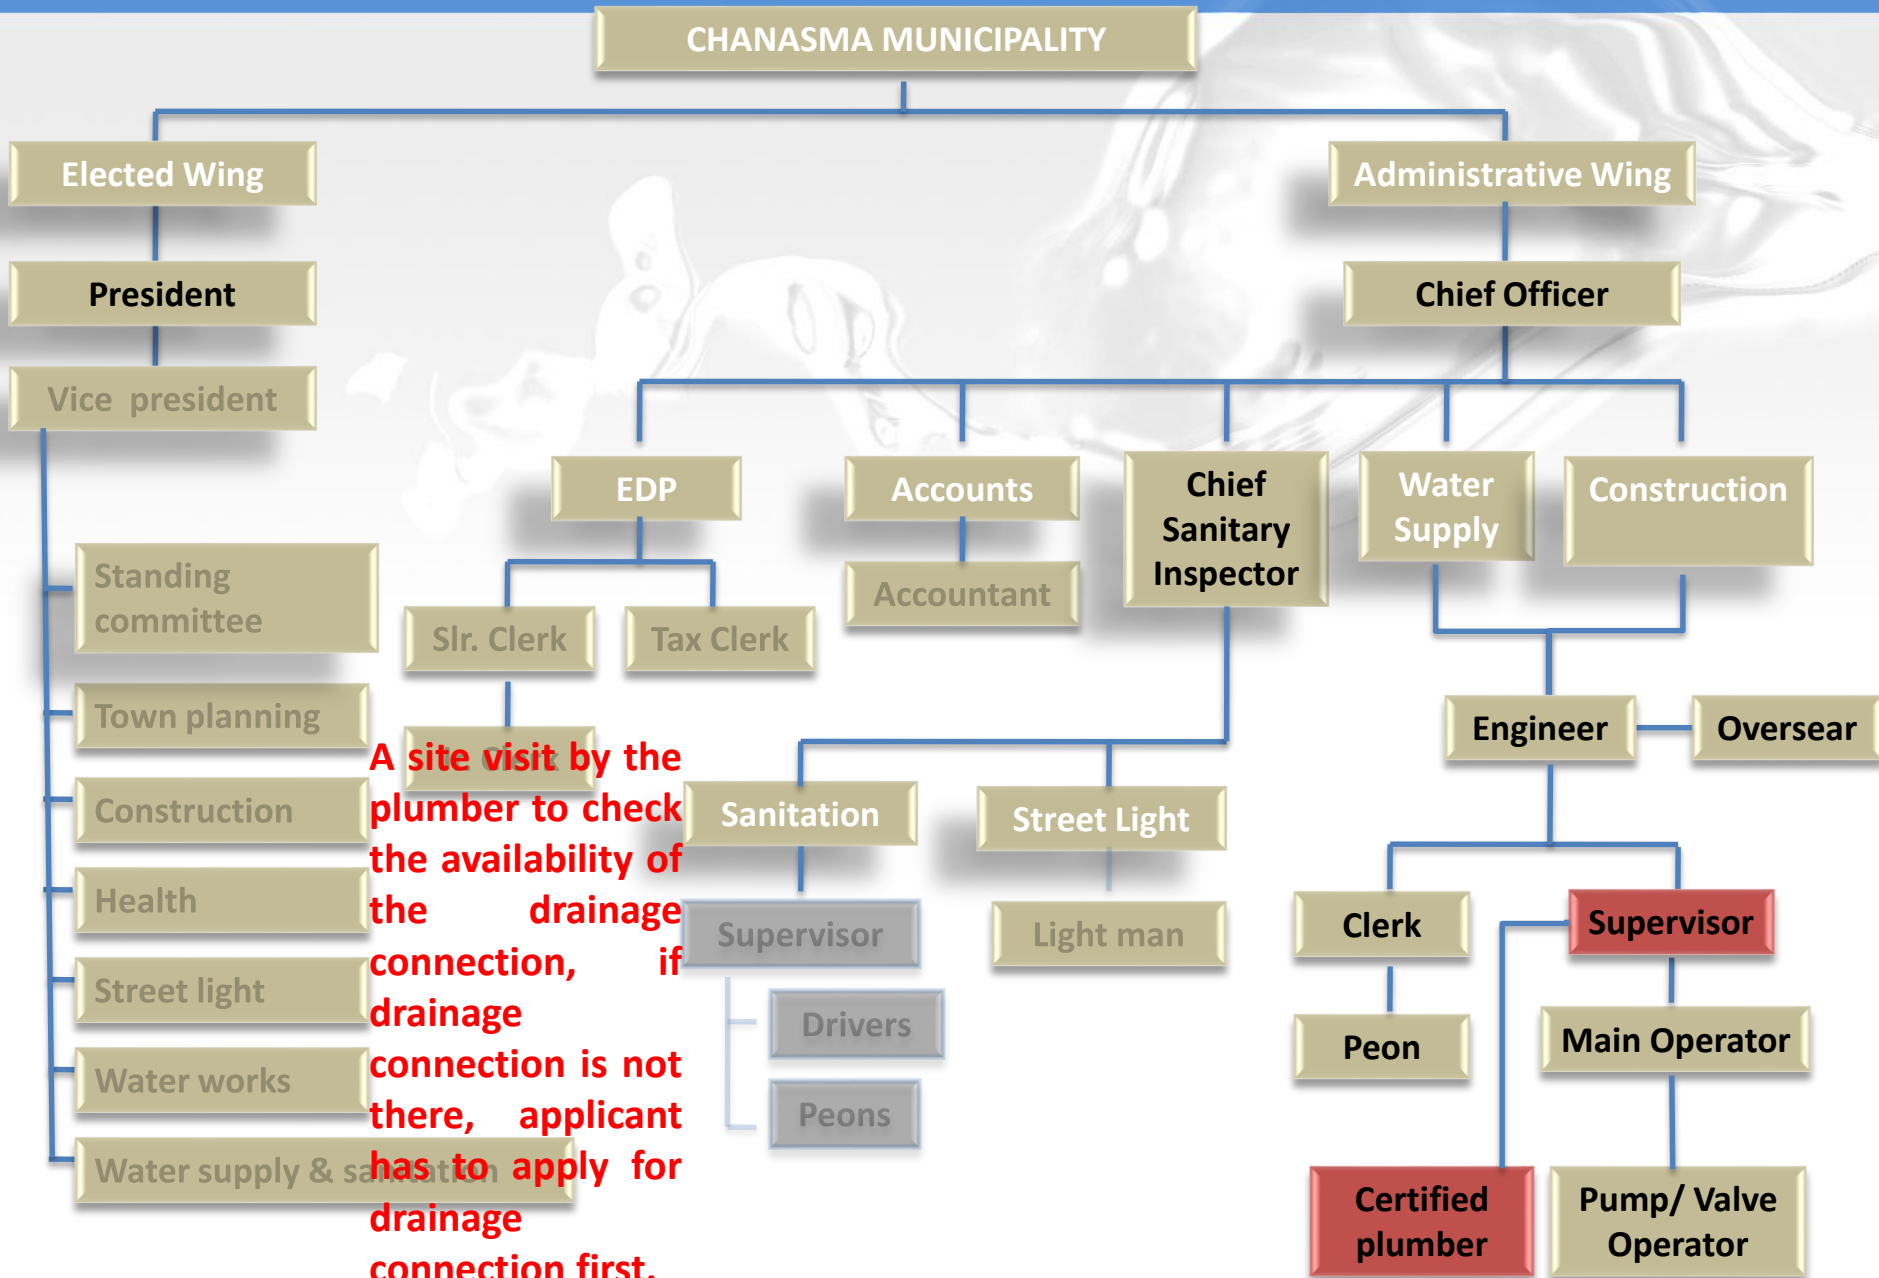 CHANASMA MUNICIPALITY
Elected Wing
Administrative Wing
President
Chief Officer
Vice president
EDP
Accounts
Chief
Sanitary
Inspector
Water
Supply
Construction
Standing
committee
Accountant
Slr. Clerk
Tax Clerk
Town planning
Engineer
Oversear
Clerk
A site visit by the
plumber to check
the availability of
the drainage
connection, if
drainage
connection is not
there, applicant
has to apply for
drainage
connection first.
Construction
Sanitation
Street Light
Health
Supervisor
Light man
Clerk
Supervisor
Street light
Drivers
Peon
Main Operator
Water works
Peons
Water supply & sanitation
Certified
plumber
Pump/ Valve
Operator